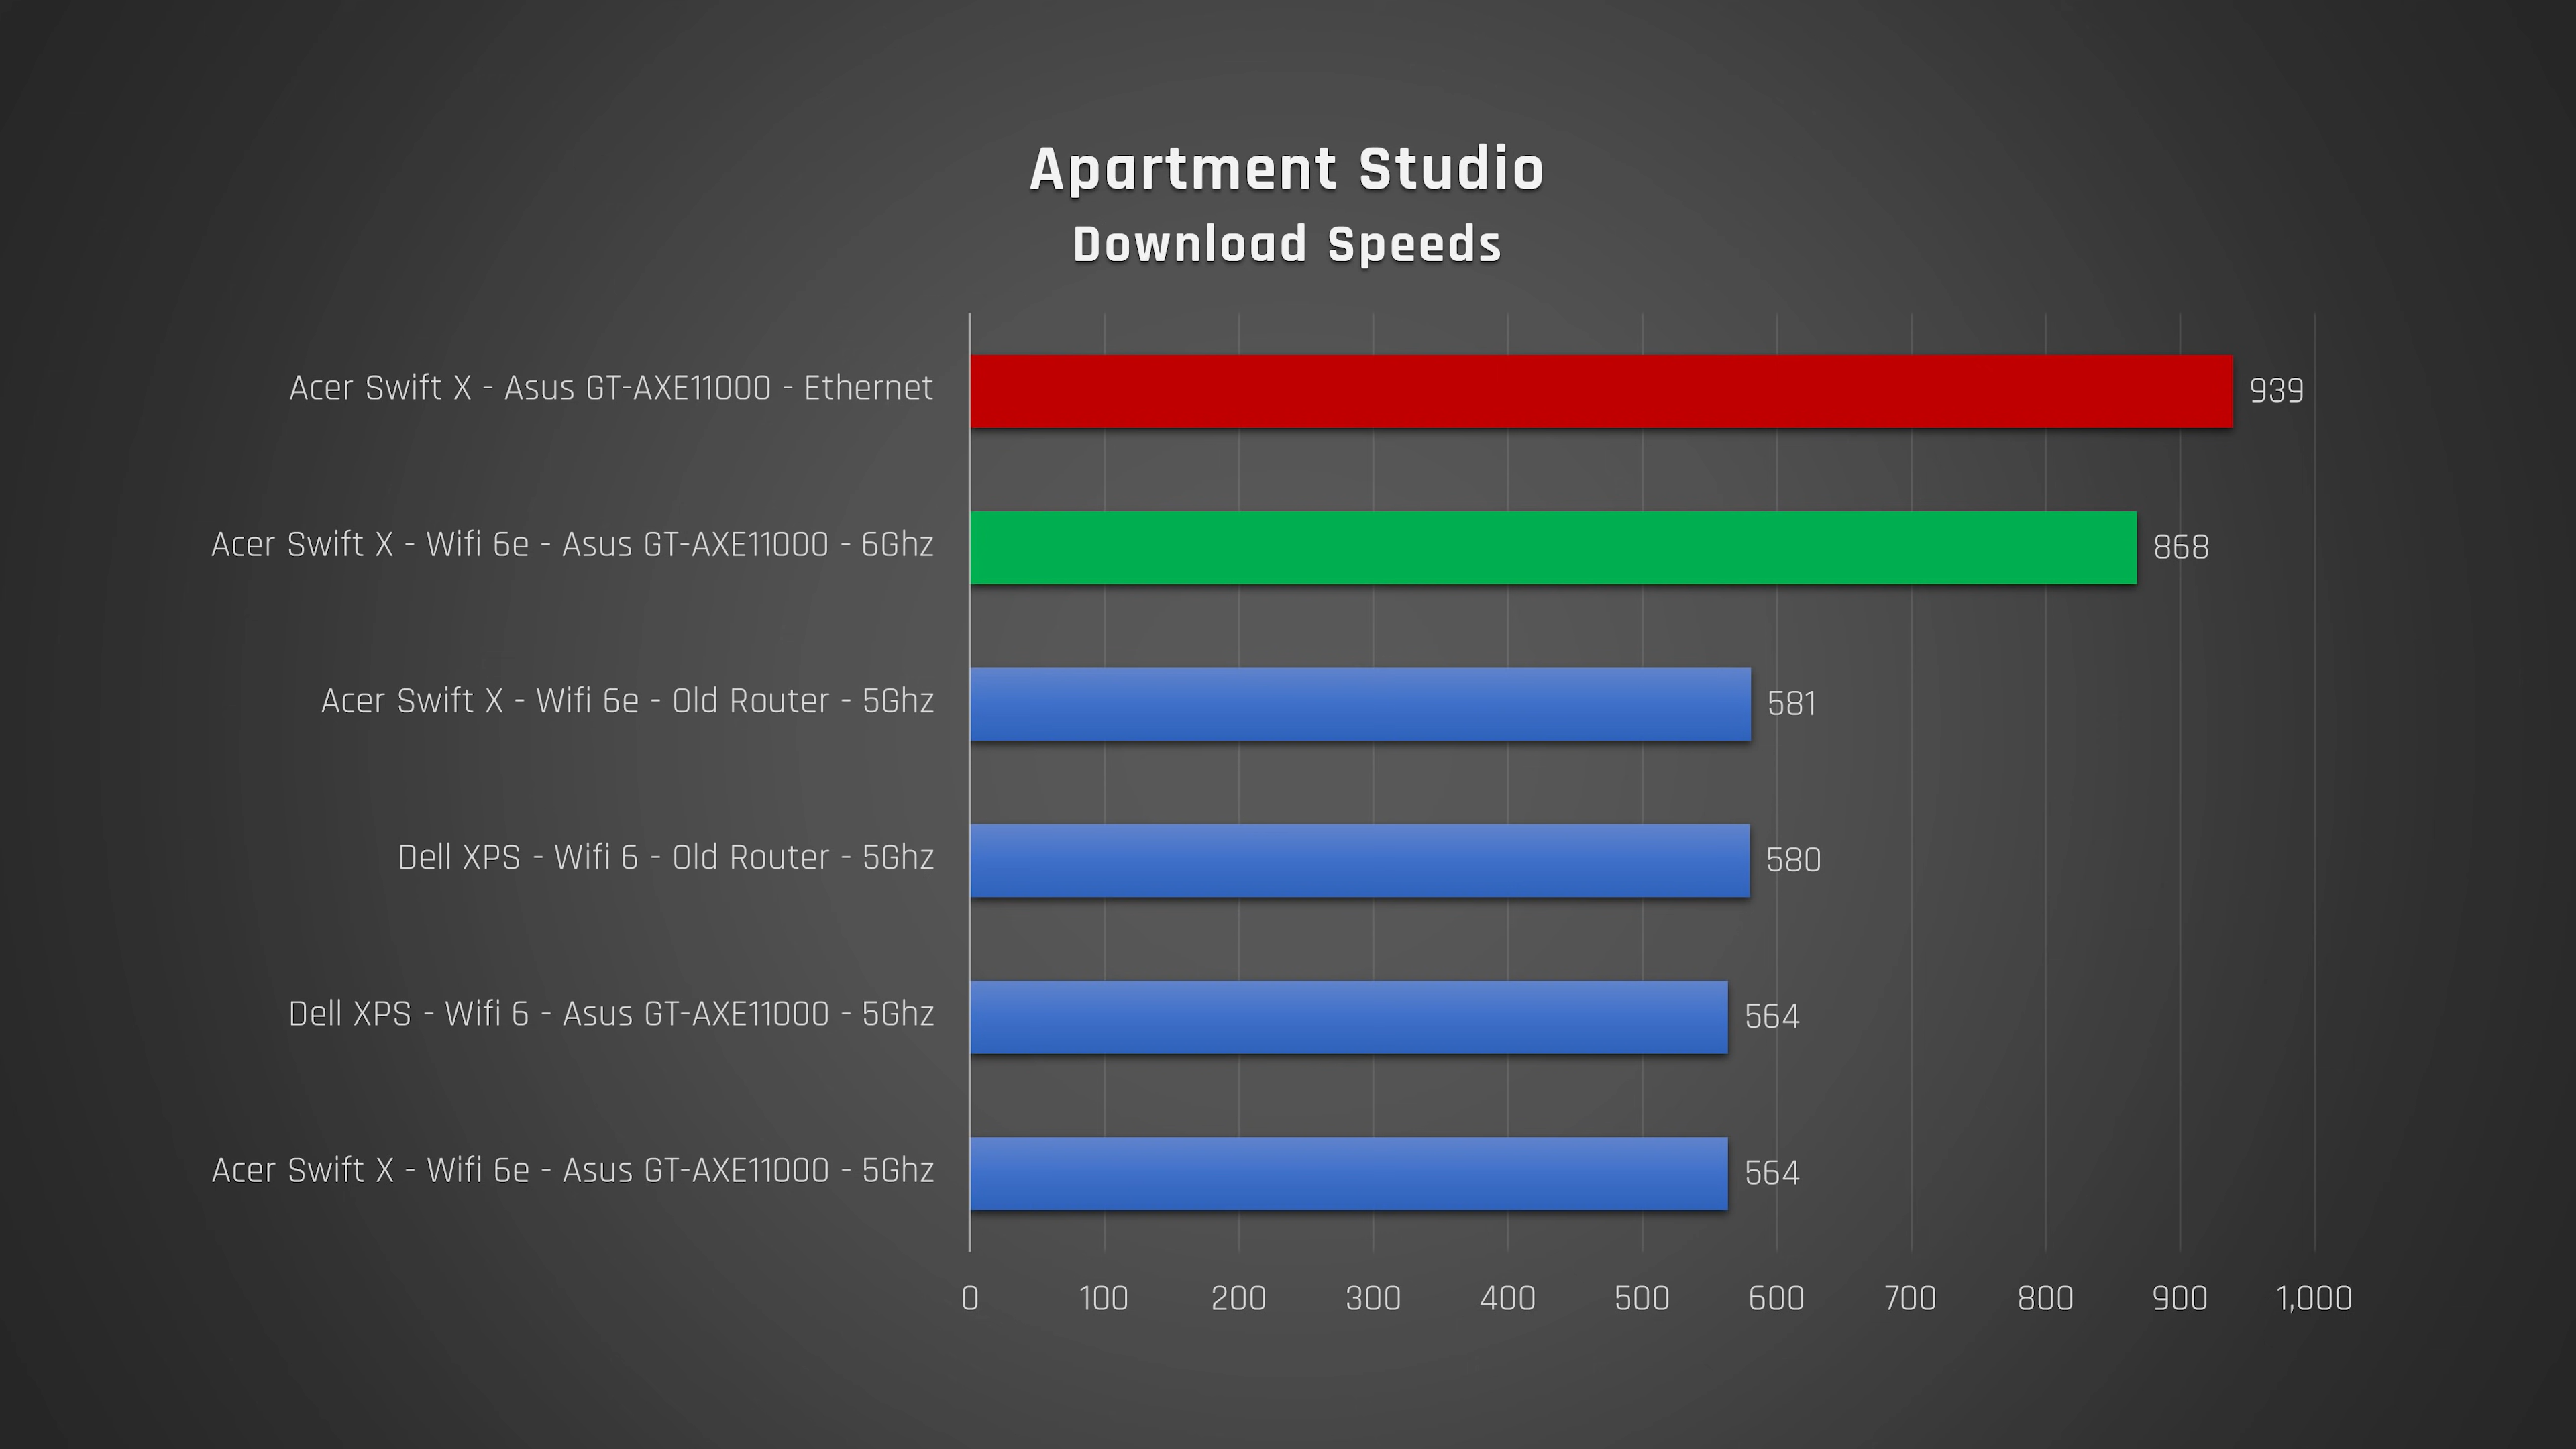 Apartment Studio
Download Speeds
Acer Swift X - Asus GT-AXE11000 - Ethernet 939
Acer Swift X - Wifi 6e - Asus GT-AXE11000 - 6Ghz 868
Acer Swift X - Wifi 6e - Old Router - 5Ghz 581
Dell XPS - Wifi 6 - Old Router - 5Ghz 580
Dell XPS - Wifi 6 - Asus GT-AXE11000 - 5Ghz 564
Acer Swift X - Wifi 6e - Asus GT-AXE11000 - 5Ghz 564
0 100 200 300 400 500 600 700 800 900 1,000